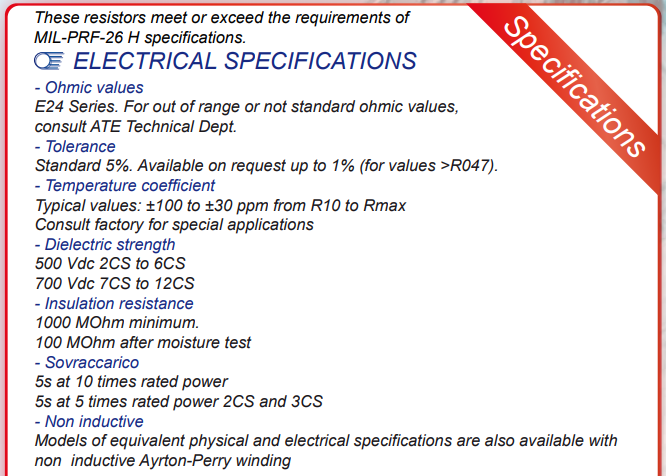 These resistors meet or exceed the requirements of
MIL-PRF-26 H specifications.
ELECTRICAL SPECIFICATIONS
- Ohmic values
E24 Series. For out of range or not standard ohmic values,
consult ATE Technical Dept.
- Tolerance
Standard 5%. Available on request up to 1% (for values >R047).
- Temperature coefficient
Typical values: ±100 to ±30 ppm from R10 to Rmax
Consult factory for special applications
- Dielectric strength
500 Vdc 2CS to 6CS
700 Vdc 7CS to 12CS
- Insulation resistance
1000 MOhm minimum.
100 MOhm after moisture test
- Sovraccarico
5s at 10 times rated power
5s at 5 times rated power 2CS and 3CS
- Non inductive
Models of equivalent physical and electrical specifications are also available with
non  inductive Ayrton-Perry winding
Specifications